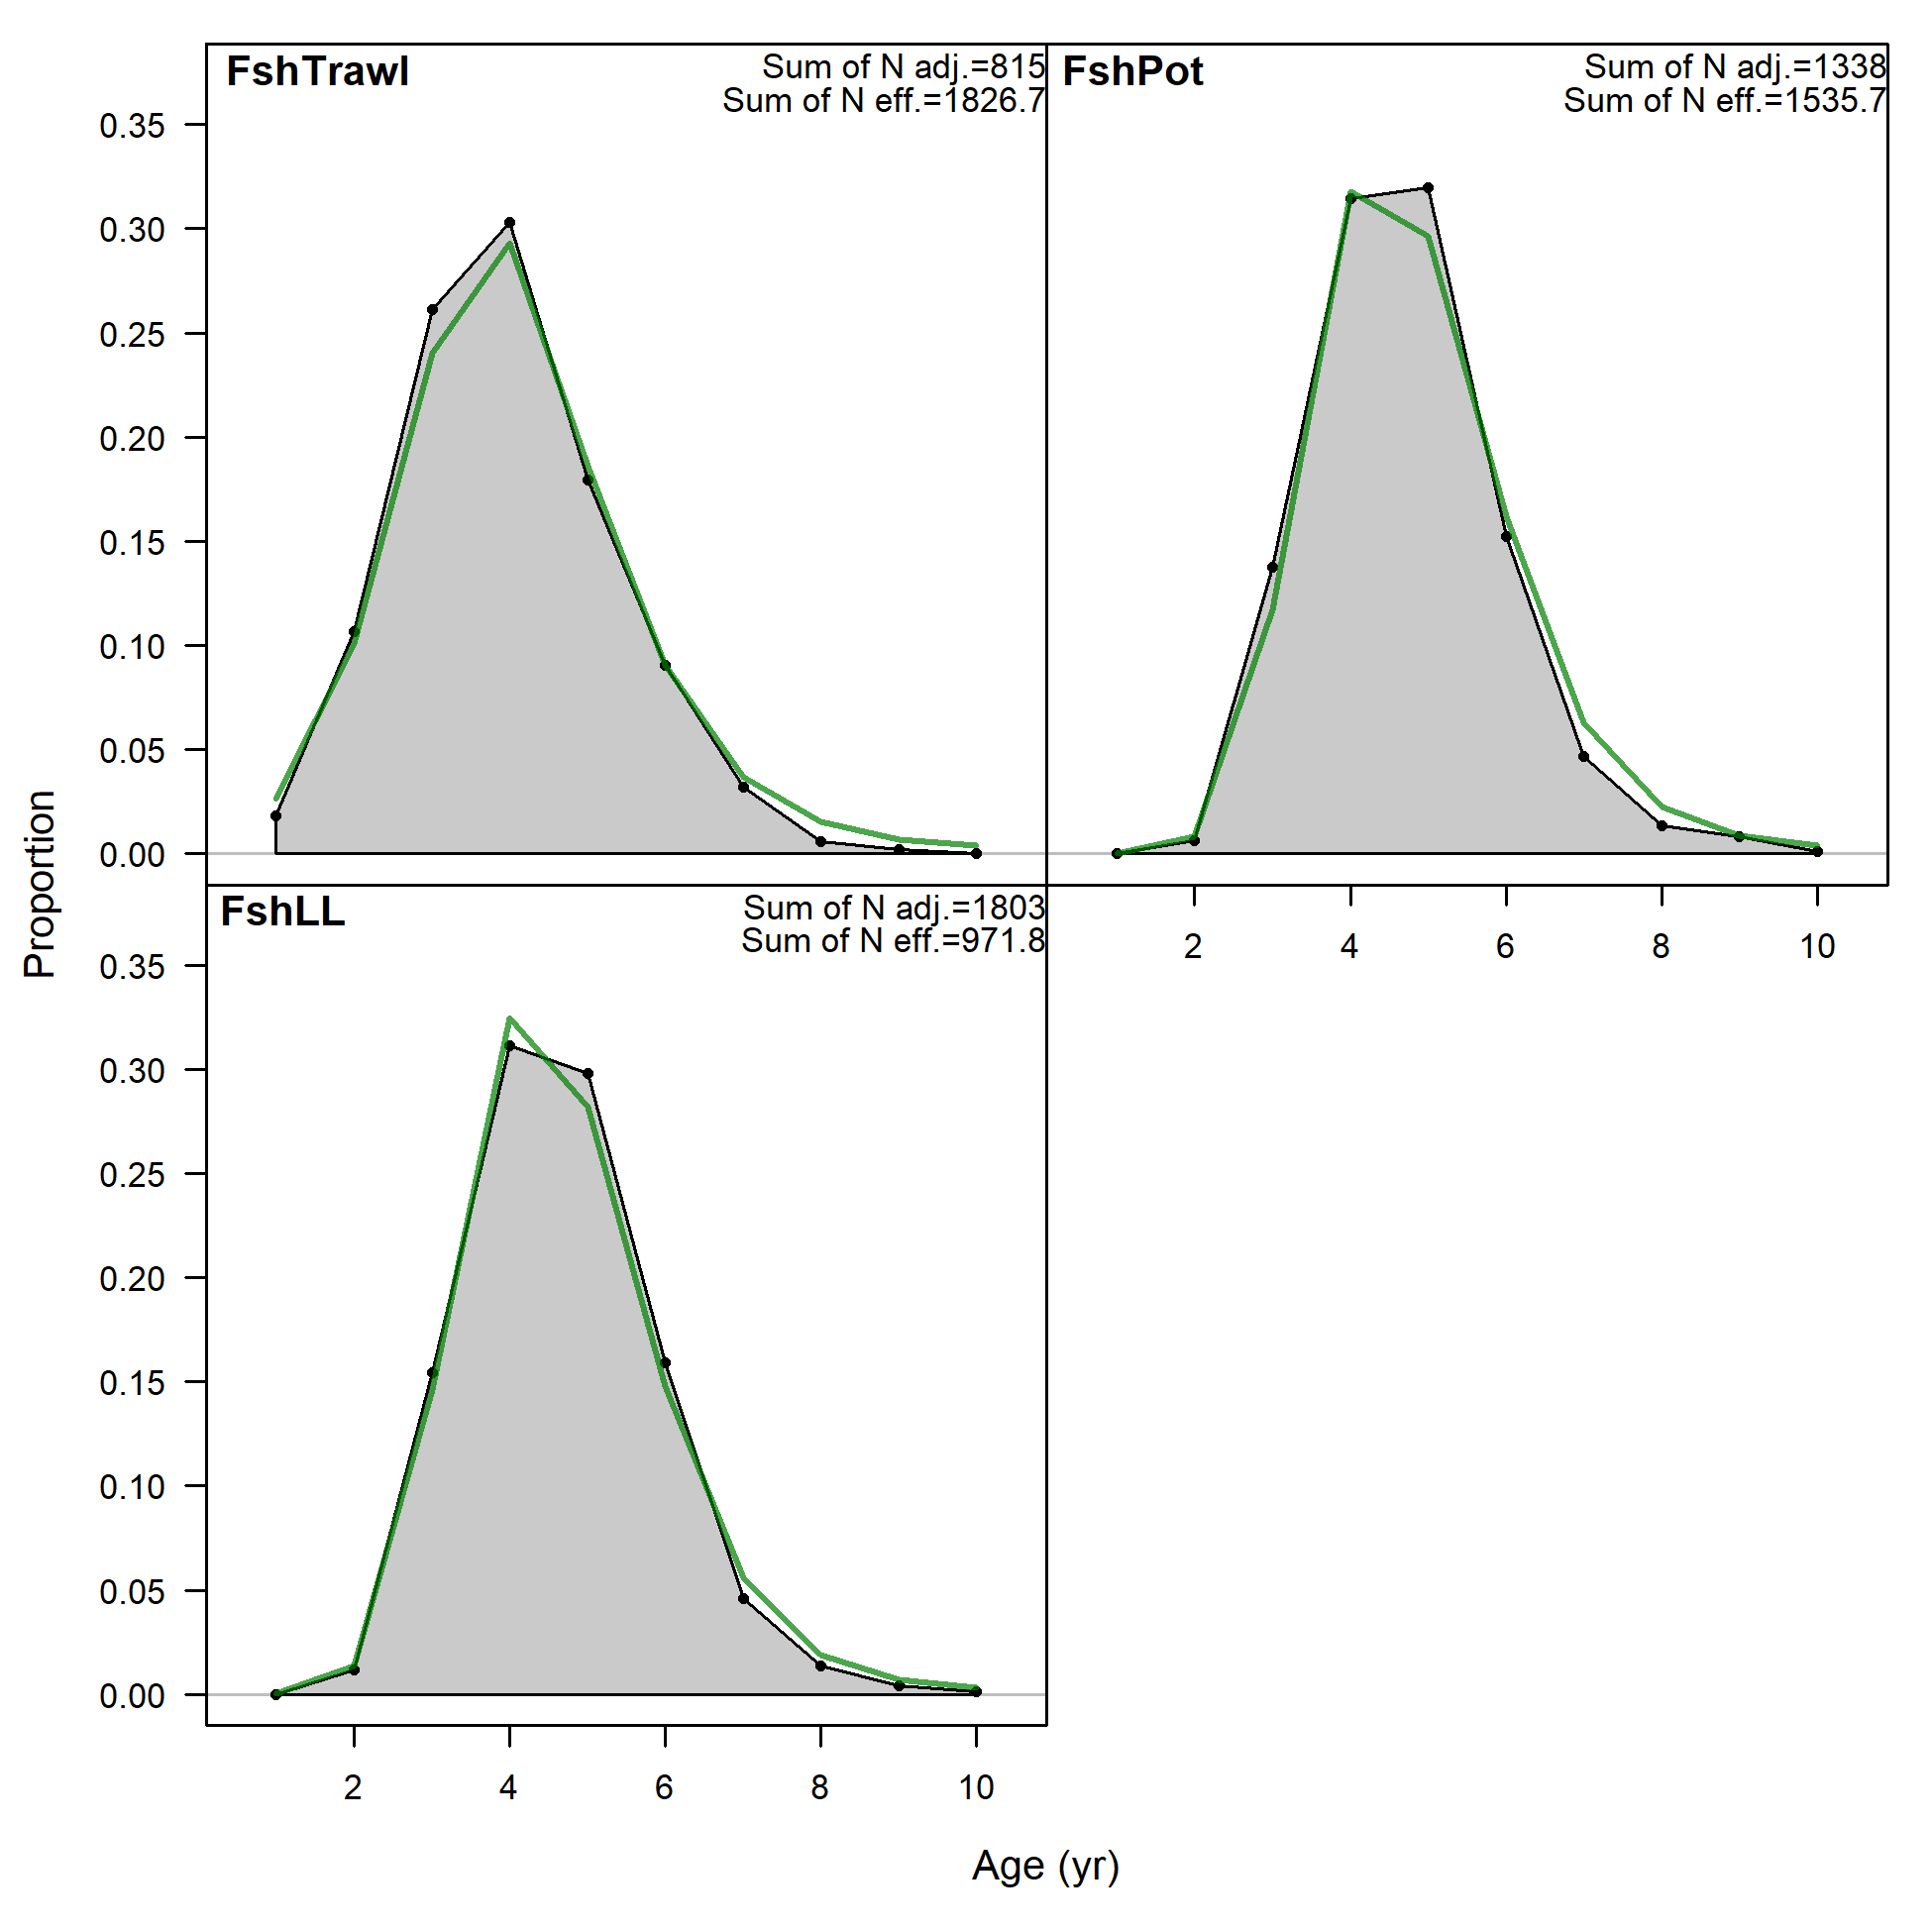 FshTrawl
Sum of N adj.=815
Sum of N eff.=1826.7
FshPot
Sum of N adj.=1338
Sum of N eff.=1535.7
0.35
0.30
0.25
0.20
0.15
0.10
0.05
0.00
2 4 6 8 10
FshLL
Sum of N adj.=1803
Sum of N eff.=971.8
0.35
0.30
0.25
0.20
0.15
0.10
0.05
0.00
2 4 6 8 10
Proportion
Age (yr)